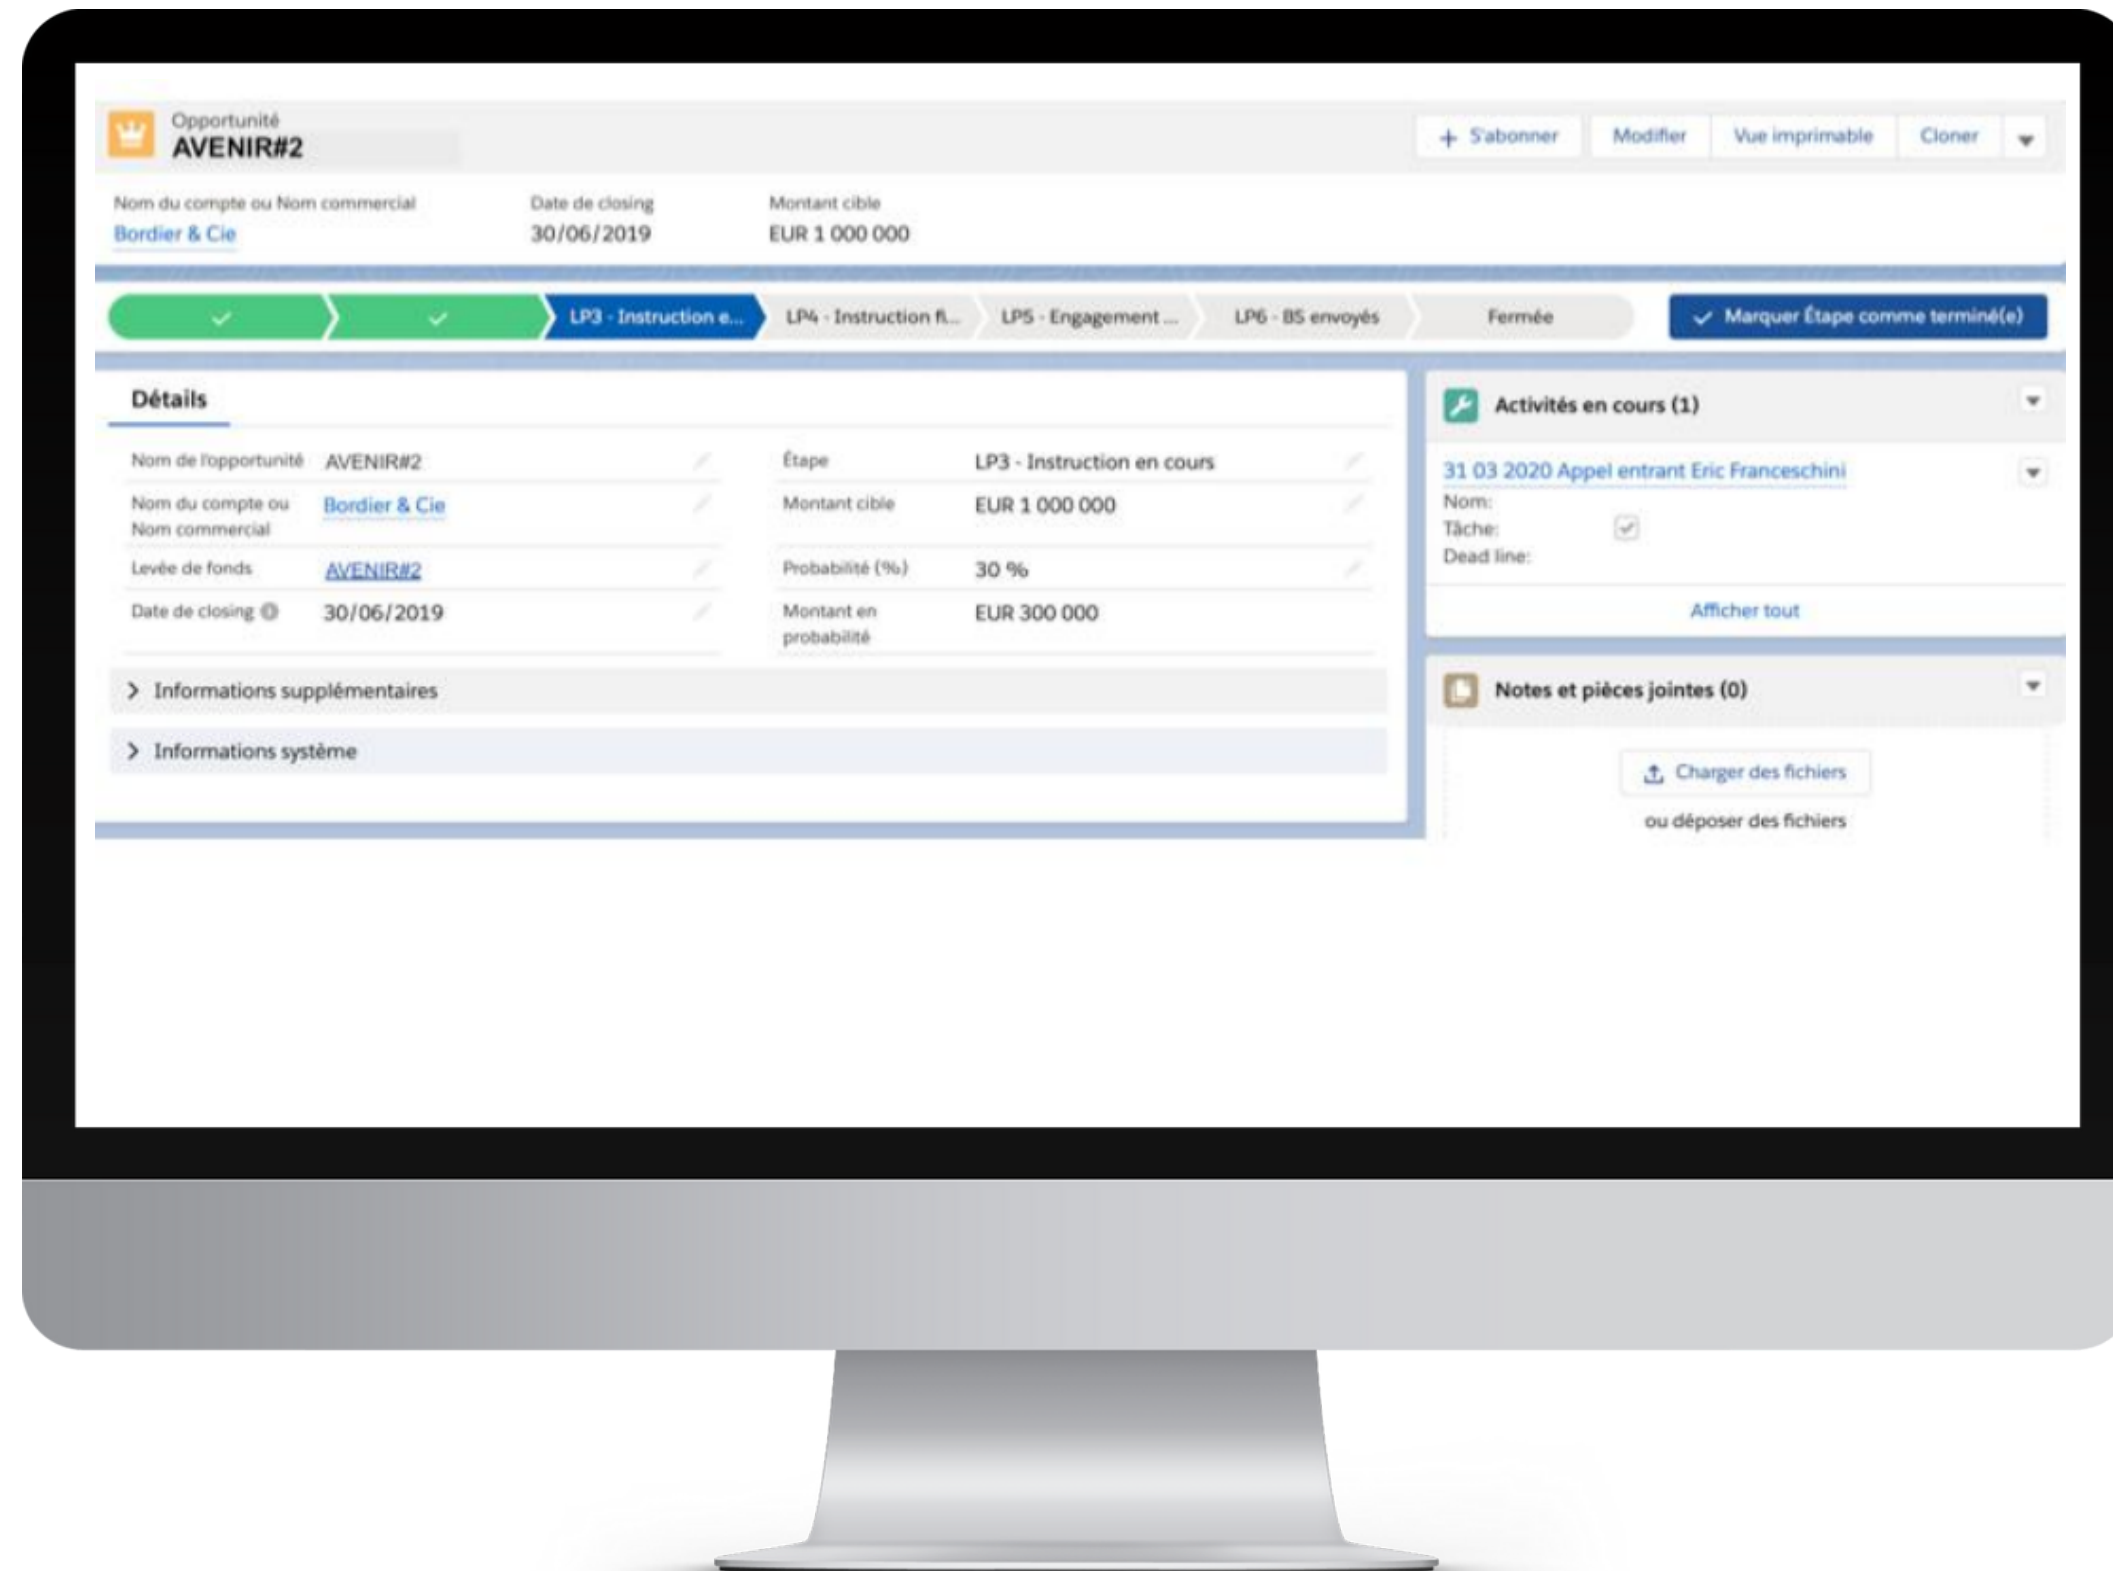 Opportunité
AVENIR#2
+ S'abonner Modifier Vue imprimable Cloner
Nom du compte ou Nom commercial Date de closing Montant cible
Bordier & Cie 30/06/2019 EUR 1 000 000
LP3 - Instruction e... LP4 - Instruction fi... LP5 - Engagement ... LP6 - BS envoyés Fermée Marquer Étape comme terminé(e)
Détails
Nom de l'opportunité AVENIR#2 Étape LP3 - Instruction en cours
Nom du compte ou Bordier & Cie Montant cible EUR 1 000 000
Nom commercial
Levée de fonds AVENIR#2 Probabilité (%) 30 %
Date de closing 30/06/2019 Montant en EUR 300 000
probabilité
Informations supplémentaires
Informations système
Activités en cours (1)
31 03 2020 Appel entrant Eric Franceschini
Nom:
Tâche:
Dead line:
Afficher tout
Notes et pièces jointes (0)
Charger des fichiers
ou déposer des fichiers